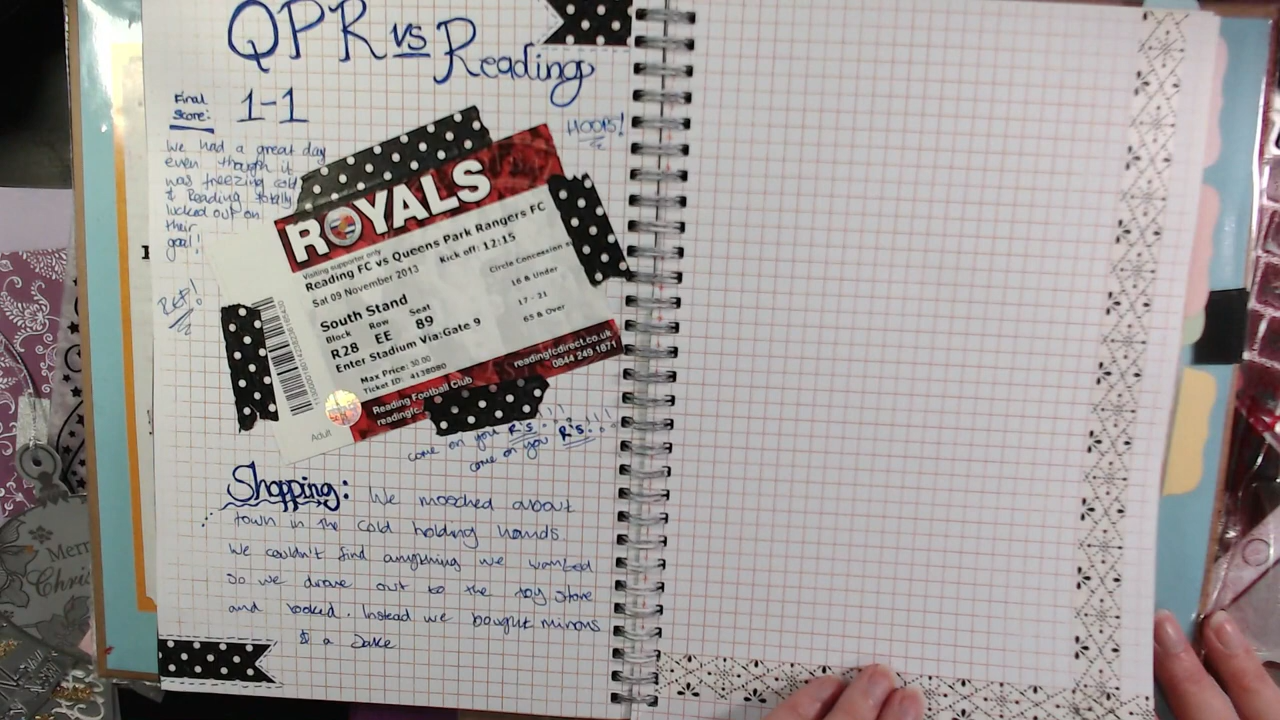 QPR vs Reading
Final Score: 1-1
HOOPS!
We had a great day
even though it
was freezing cold
& Reading totally
lucked out on
their
goal!
ROYALS
Visiting supporter only
Reading FC vs Queens Park Rangers FC
Sat 09 November 2013 Kick off: 12:15
South Stand
Block Row Seat
R28 EE 89
Enter Stadium Via:Gate 9
Circle Concession
16 & Under
17 - 21
65 & Over
Max Price: 30.00
Ticket ID: 4138080
Reading Football Club
readingfc.
readingfcdirect.co.uk
0844 249 1871
Adult
come on you R's!!!
come on you R's!!!
Shopping: We mooched about
town in the cold holding hands.
We couldn't find anything we wanted
so we drove out to the toy store
and looked. Instead we bought minions
& a Jake
Merry
Chris